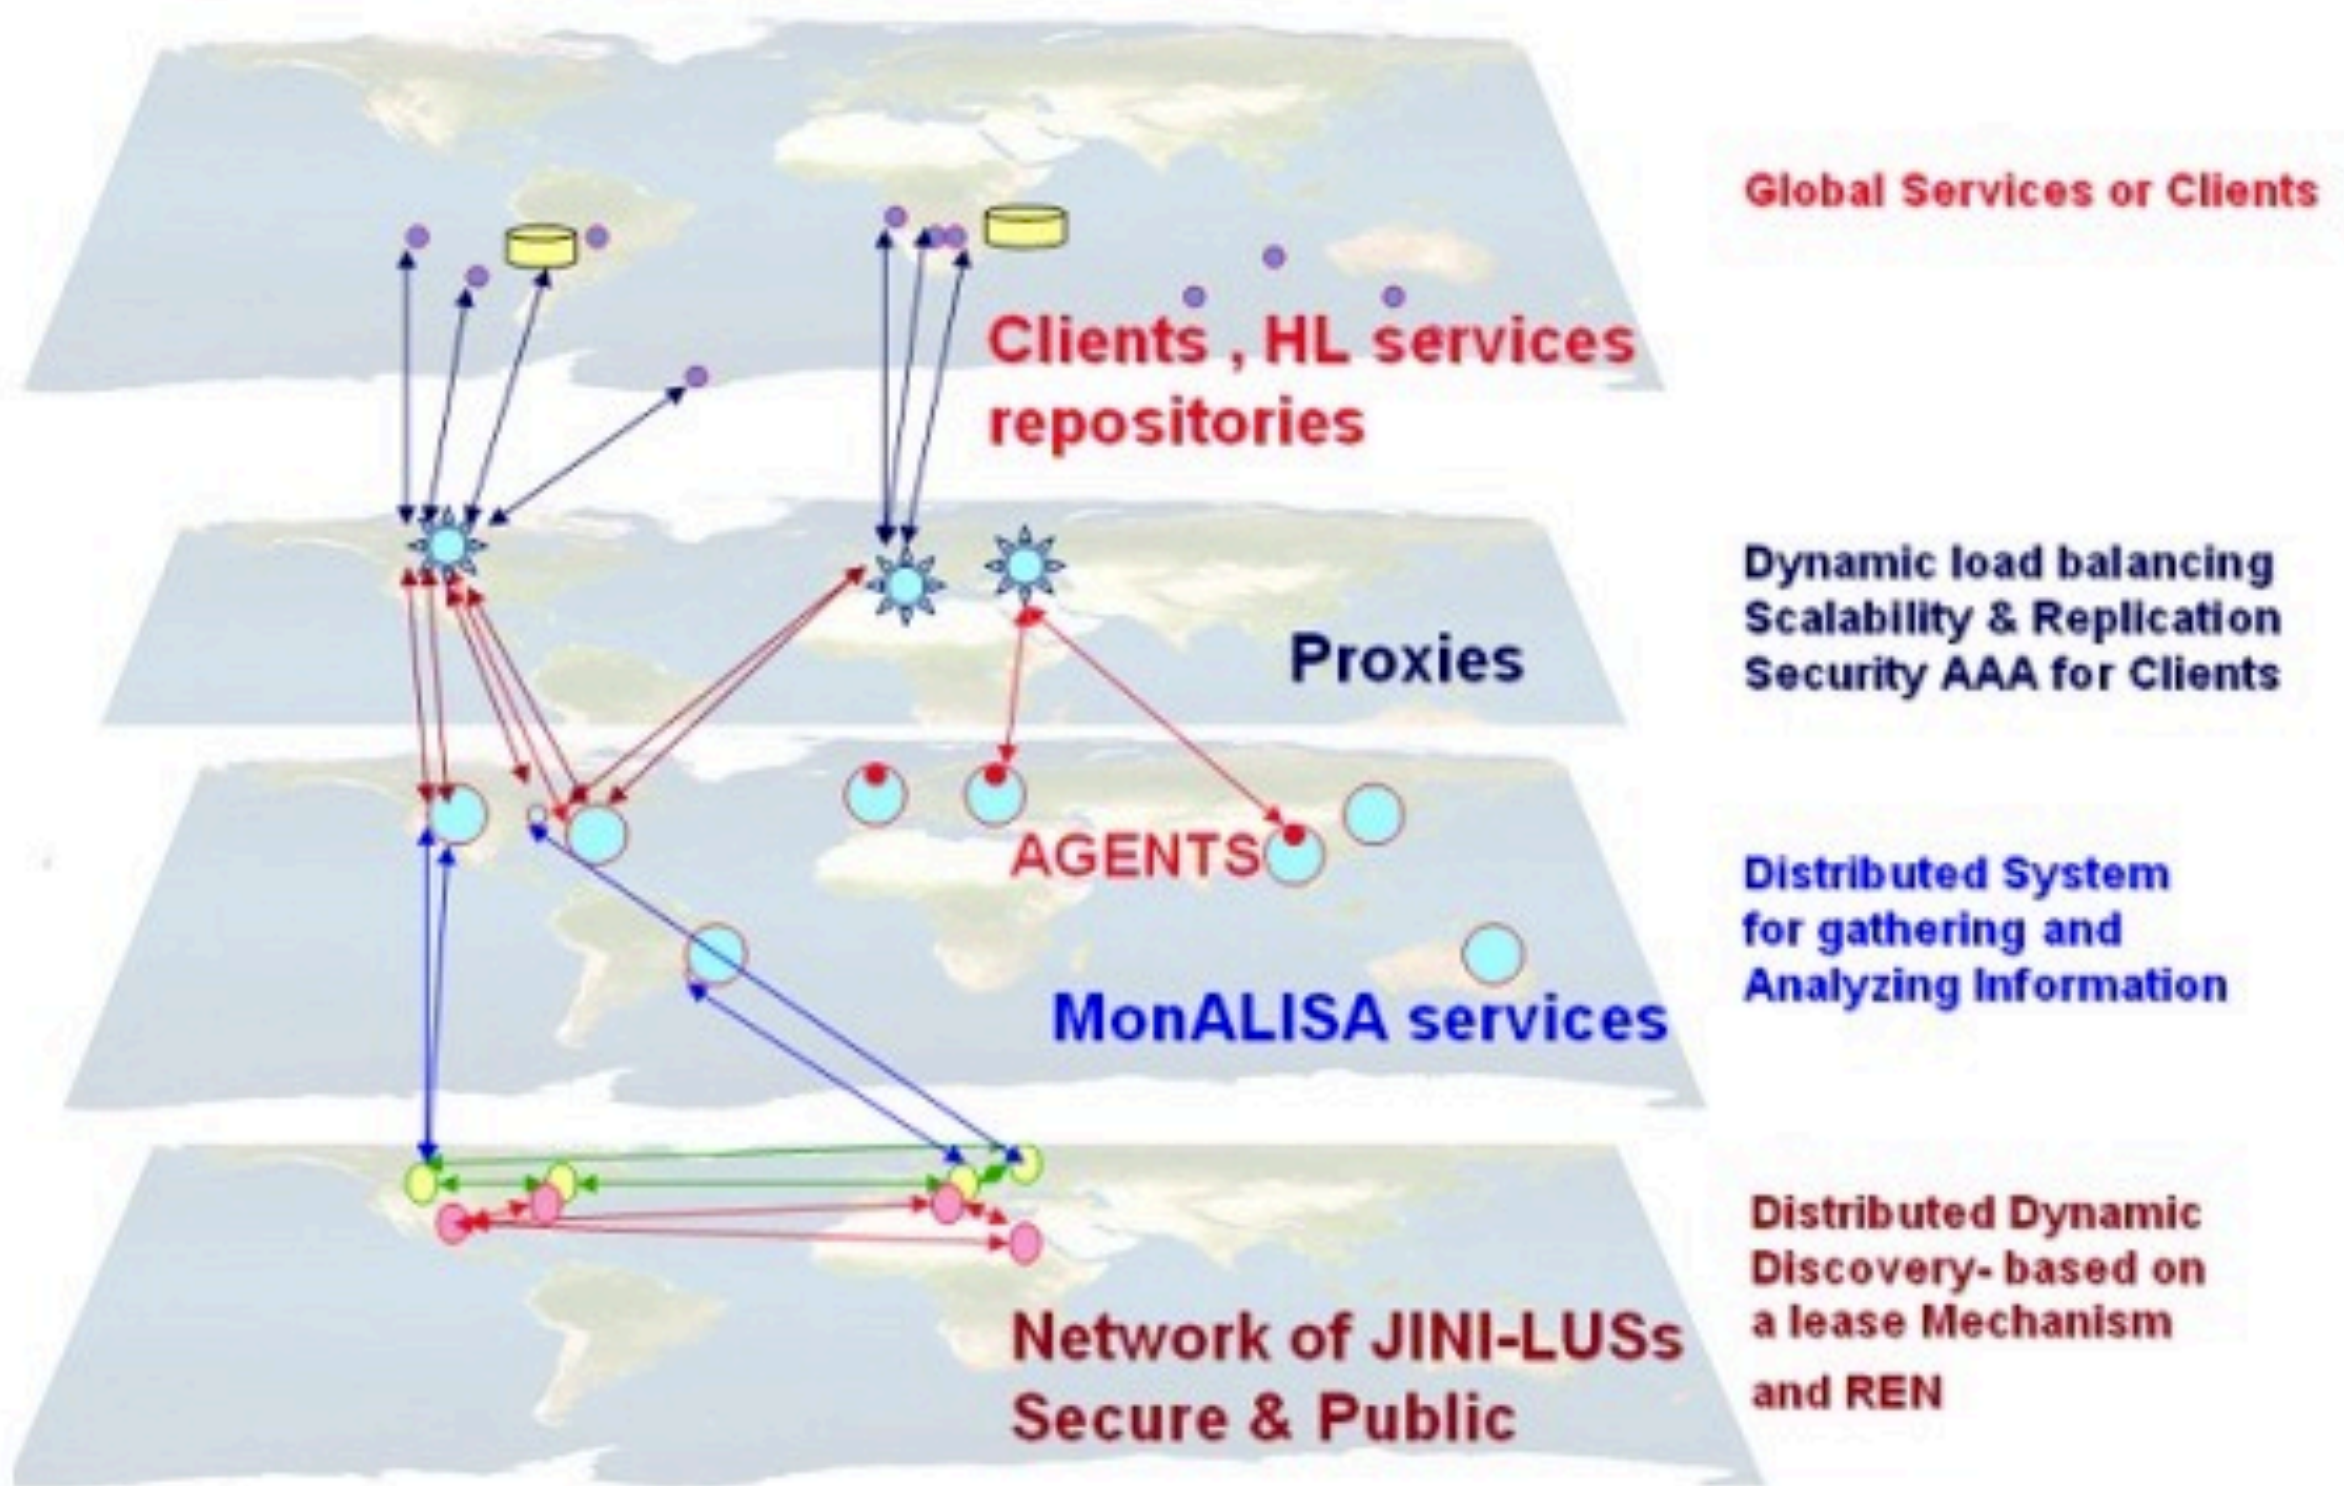 Global Services or Clients
Clients , HL services
repositories
Dynamic load balancing
Scalability & Replication
Security AAA for Clients
Proxies
AGENTS
Distributed System
for gathering and
Analyzing Information
MonALISA services
Distributed Dynamic
Discovery- based on
a lease Mechanism
and REN
Network of JINI-LUSs
Secure & Public